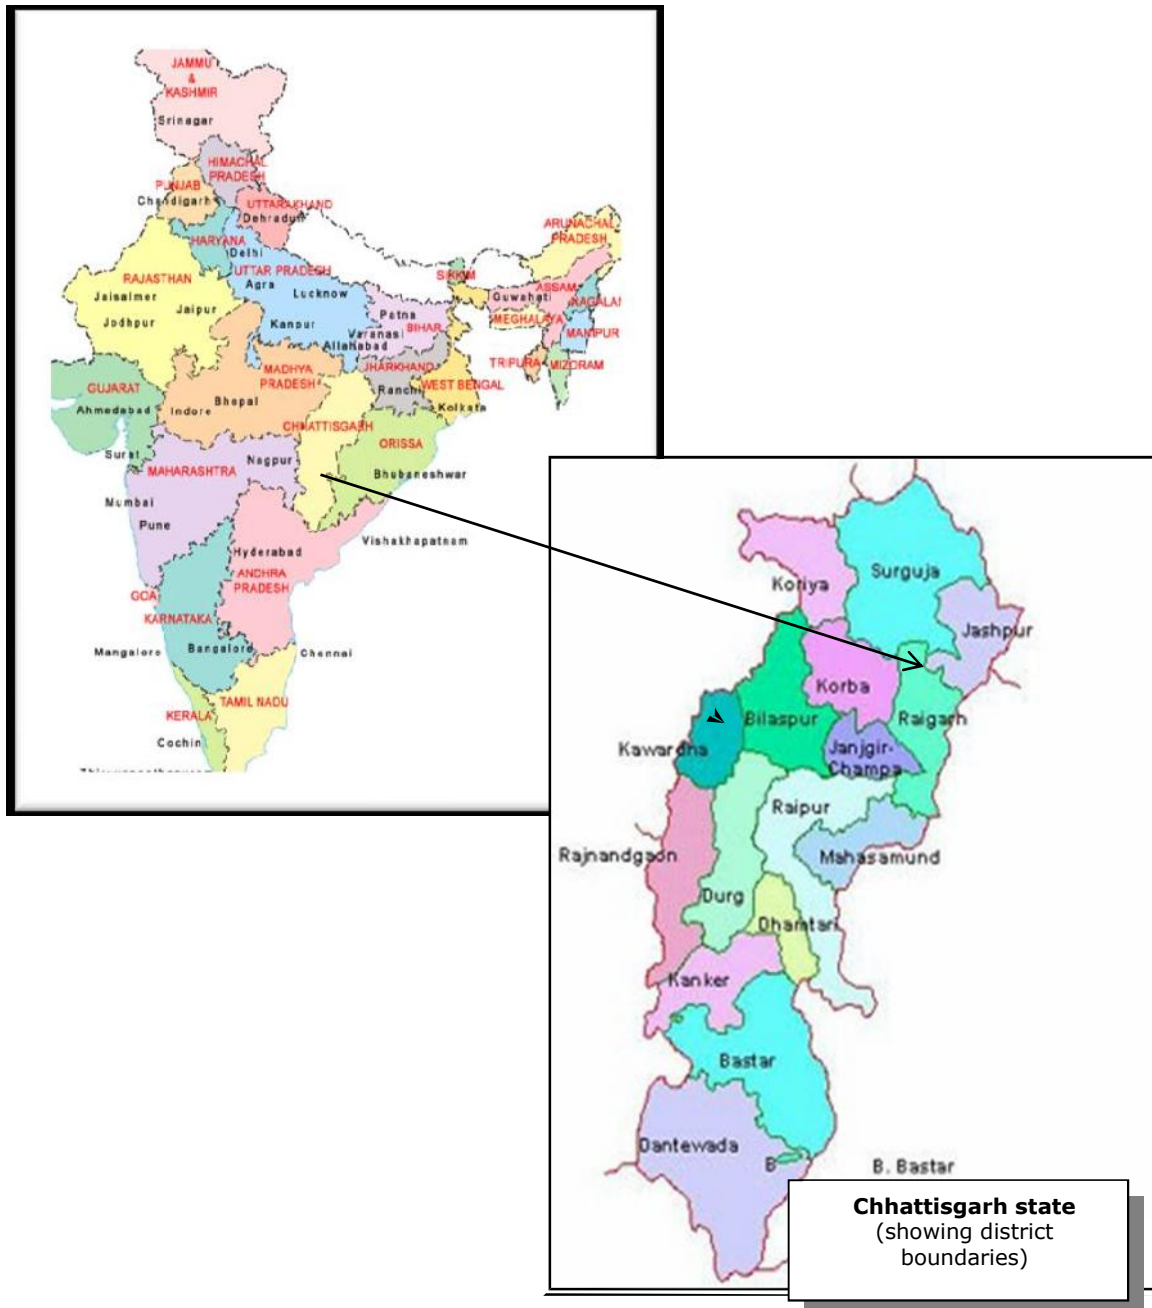 JAMMU
&
KASHMIR
Srinagar
HIMACHAL
PRADESH
PUNJAB
Chandigarh
UTTARAKHAND
Dehradun
HARYANA
Delhi
ARUNACHAL
PRADESH
RAJASTHAN
UTTAR PRADESH
Agra
Lucknow
SIKKIM
ASSAM
Guwahati
NAGALAN
Jaisalmer
Jaipur
Jodhpur
Kanpur
Patna
BIHAR
Varanasi
Allahabad
MEGHALAYA
MANIPUR
TRIPURA
MIZORAM
GUJARAT
Ahmedabad
MADHYA
PRADESH
Indore
Bhopal
JHARKHAND
Ranchi
WEST BENGAL
Kolkata
CHHATTISGARH
ORISSA
Surat
MAHARASHTRA
Nagpur
Bhubaneshwar
Mumbai
Pune
Vishakhapatnam
Hyderabad
ANDHRA
PRADESH
GOA
KARNATAKA
Mangalore
Bangalore
Chennai
KERALA
TAMIL NADU
Cochin
Koriya
Surguja
Jashpur
Korba
Bilaspur
Raigarh
Kawardha
Janjgir-
Champa
Raipur
Rajnandgaon
Mahasamund
Durg
Dhamtari
Kanker
Bastar
Dantewada
B
B. Bastar
Chhattisgarh state
(showing district
boundaries)